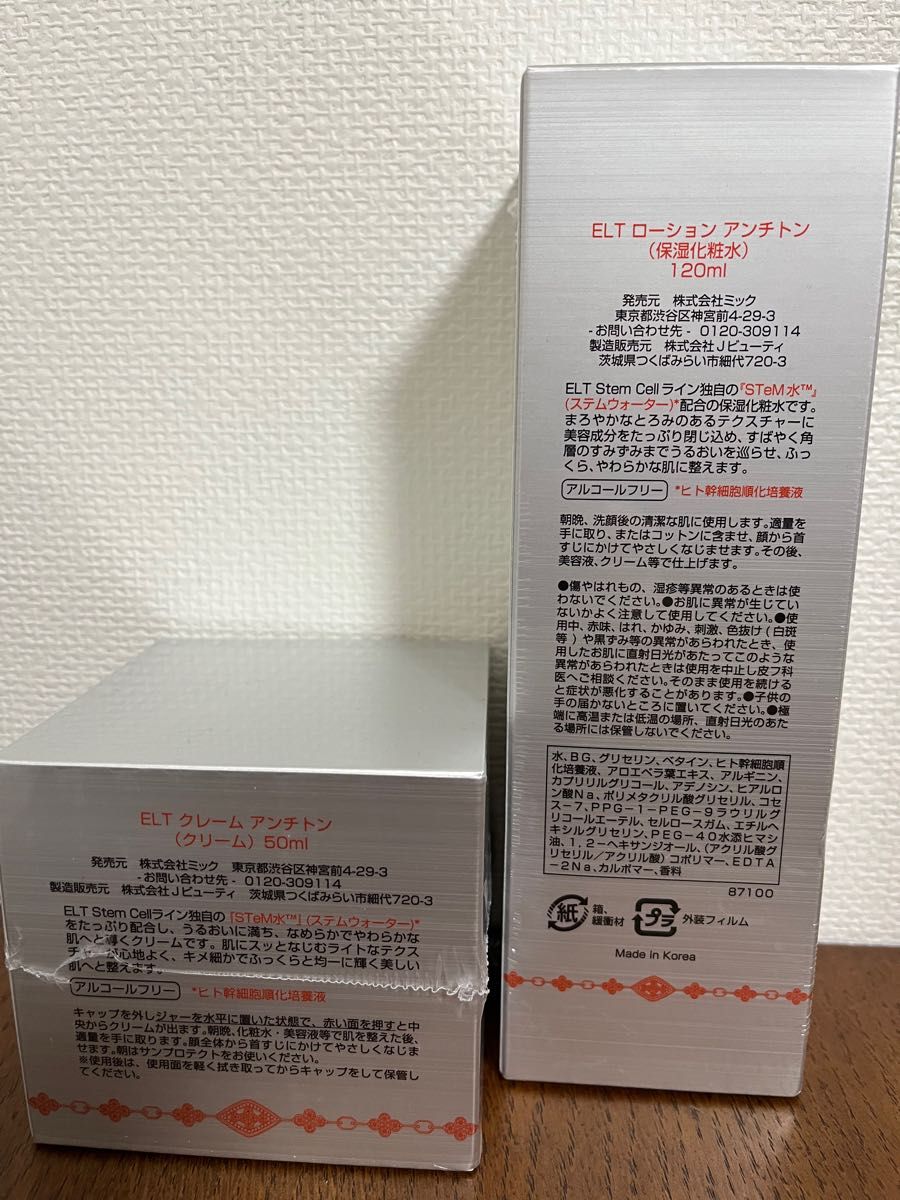 ELT ローション アンチトン
(保湿化粧水)
120ml
発売元 株式会社ミック
東京都渋谷区神宮前4-29-3
-お問い合わせ先- 0120-309114
製造販売元 株式会社Jビューティ
茨城県つくばみらい市細代720-3
ELT Stem Cellライン独自の『STeM水™』
(ステムウォーター)*配合の保湿化粧水です。
まろやかなとろみのあるテクスチャーに
美容成分をたっぷり閉じ込め、すばやく角
層のすみずみまでうるおいを巡らせ、ふっ
くら、やわらかな肌に整えます。
アルコールフリー *ヒト幹細胞順化培養液
朝晩、洗顔後の清潔な肌に使用します。適量を
手に取り、またはコットンに含ませ、顔から首
すじにかけてやさしくなじませます。その後、
美容液、クリーム等で仕上げます。
●傷やはれもの、湿疹等異常のあるときは使
わないでください。●お肌に異常が生じてい
ないかよく注意して使用してください。●使
用中、赤味、はれ、かゆみ、刺激、色抜け(白斑
等)や黒ずみ等の異常があらわれたとき、使
用したお肌に直射日光があたってこのような
異常があらわれたときは使用を中止し皮フ科
医へご相談ください。そのまま使用を続ける
と症状が悪化することがあります。●子供の
手の届かないところに置いてください。●極
端に高温または低温の場所、直射日光のあた
る場所には保管しないでください。
水、BG、グリセリン、ベタイン、ヒト幹細胞順
化培養液、アロエベラ葉エキス、アルギニン、
カプリリルグリコール、アデノシン、ヒアルロ
ン酸Na、ポリメタクリル酸グリセリル、コセ
ス-7、PPG-1-PEG-9ラウリルグ
リコールエーテル、セルロースガム、エチルヘ
キシルグリセリン、PEG-40水添ヒマシ
油、1,2-ヘキサンジオール、(アクリル酸グ
リセリル/アクリル酸)コポリマー、EDTA
-2Na、カルボマー、香料
87100
紙 箱、
緩衝材
プラ 外装フィルム
Made in Korea
ELT クレーム アンチトン
(クリーム) 50ml
発売元 株式会社ミック 東京都渋谷区神宮前4-29-3
-お問い合わせ先- 0120-309114
製造販売元 株式会社Jビューティ 茨城県つくばみらい市細代720-3
ELT Stem Cellライン独自の『STeM水™』(ステムウォーター)*
をたっぷり配合し、うるおいに満ち、なめらかでやわらかな
肌へと導くクリームです。肌にスッとなじむライトなテクス
チャーが心地よく、キメ細かでふっくらと均一に輝く美しい
肌へと整えます。
アルコールフリー *ヒト幹細胞順化培養液
キャップを外しジャーを水平に置いた状態で、赤い面を押すと中
央からクリームが出ます。朝晩、化粧水・美容液等で肌を整えた後、
適量を手に取ります。顔全体から首すじにかけてやさしくなじま
せます。朝はサンプロテクトをお使いください。
※使用後は、使用面を軽く拭き取ってからキャップをして保管し
てください。